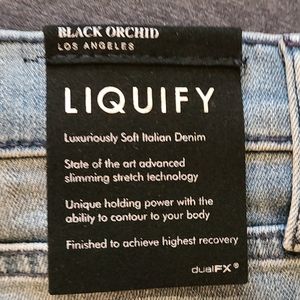 BLACK ORCHID
LOS ANGELES
LIQUIFY
Luxuriously Soft Italian Denim
State of the art advanced
slimming stretch technology
Unique holding power with the
ability to contour to your body
Finished to achieve highest recovery
dualFX®